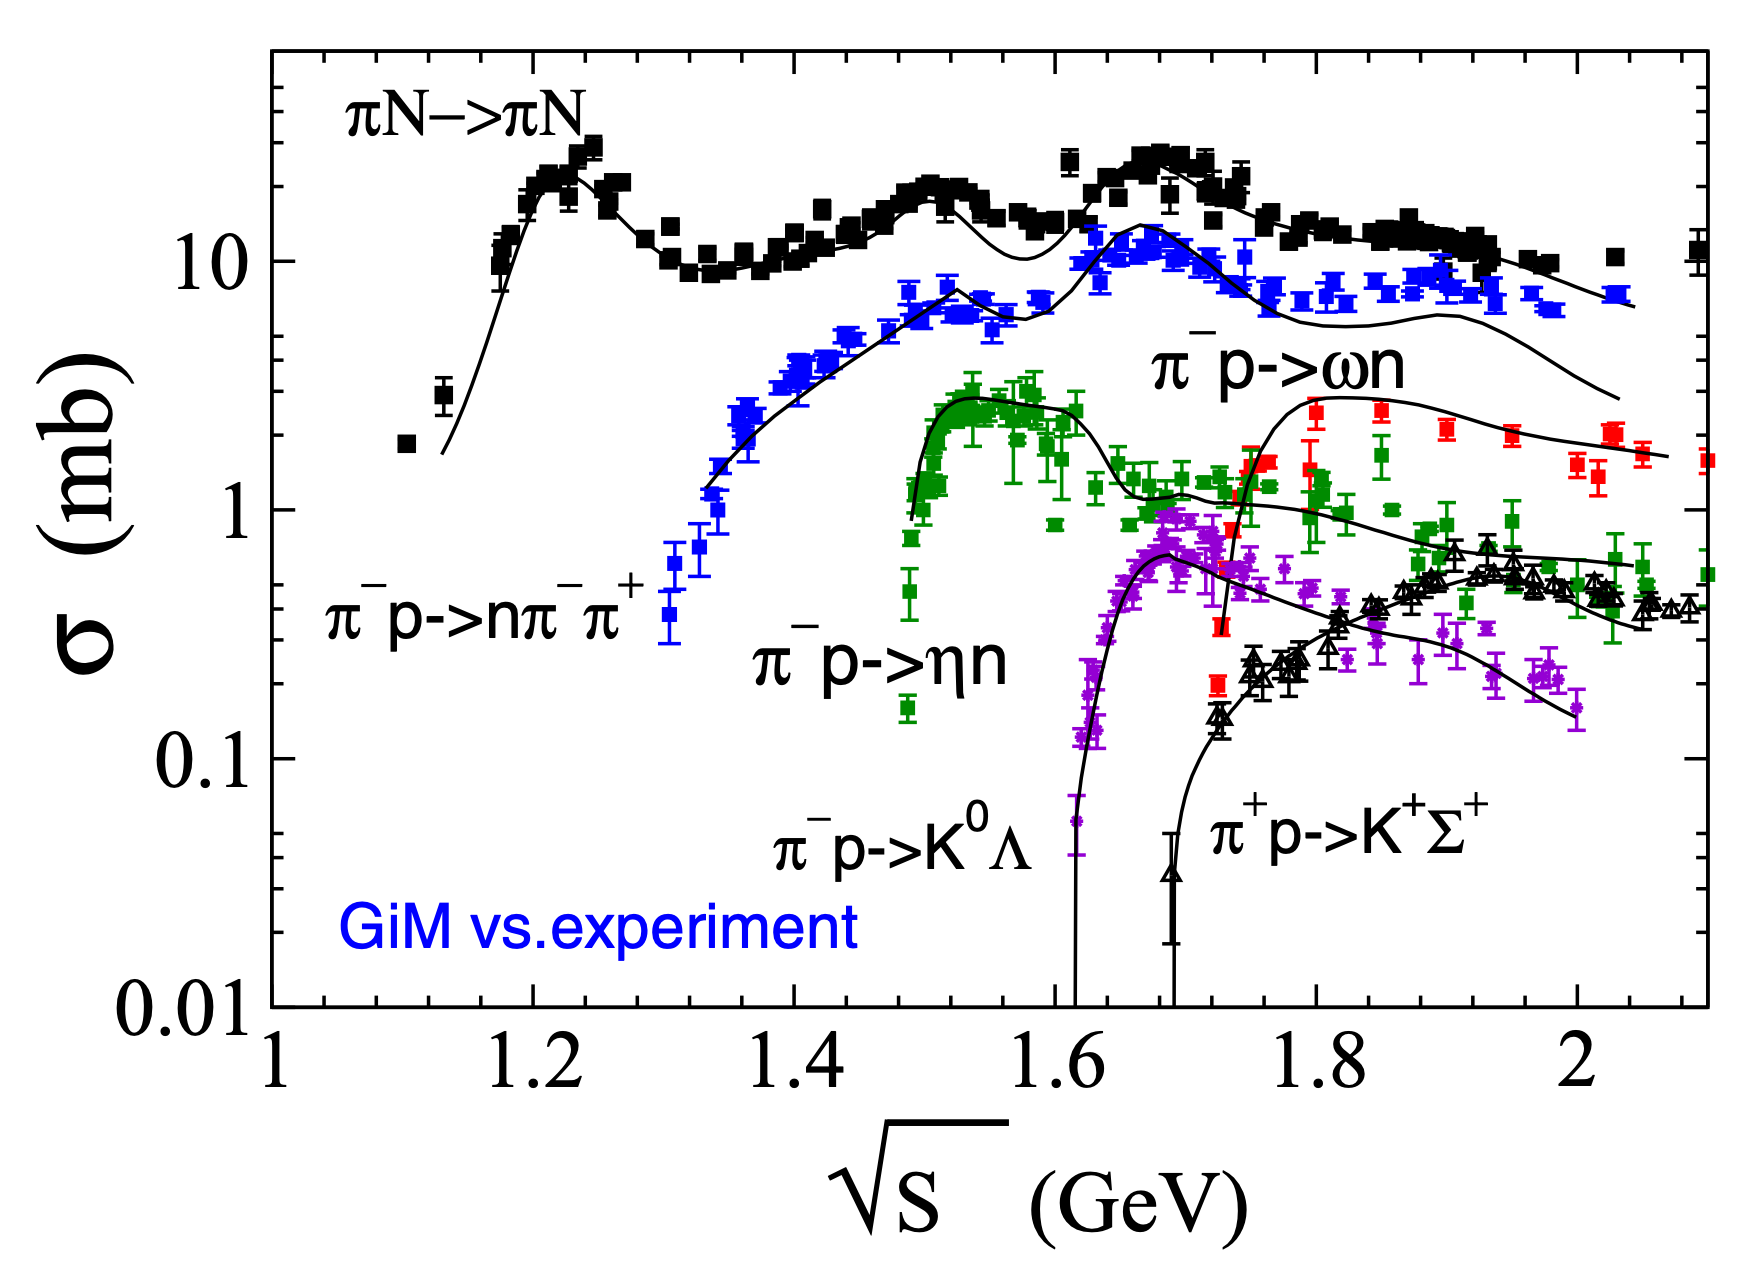 πN–>πN
10
π⁻p->ωn
σ (mb)
1
π⁻p->nπ⁻π⁺
π⁻p->ηn
0.1
π⁻p->K⁰Λ
π⁺p->K⁺Σ⁺
GiM vs.experiment
0.01
1 1.2 1.4 1.6 1.8 2
√S (GeV)